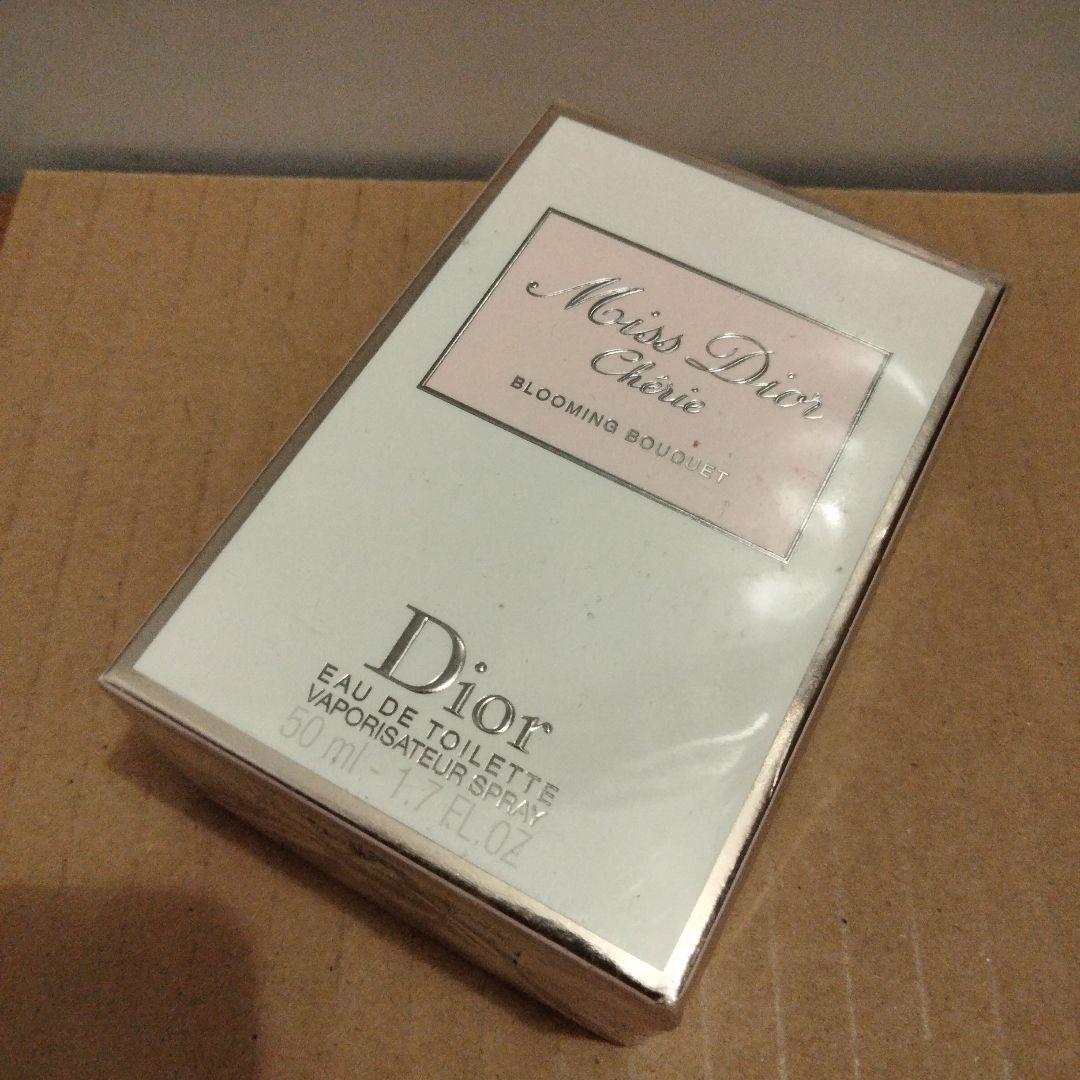 Miss Dior
Chérie
BLOOMING BOUQUET
Dior
EAU DE TOILETTE
VAPORISATEUR SPRAY
50 ml - 1.7 FL.OZ